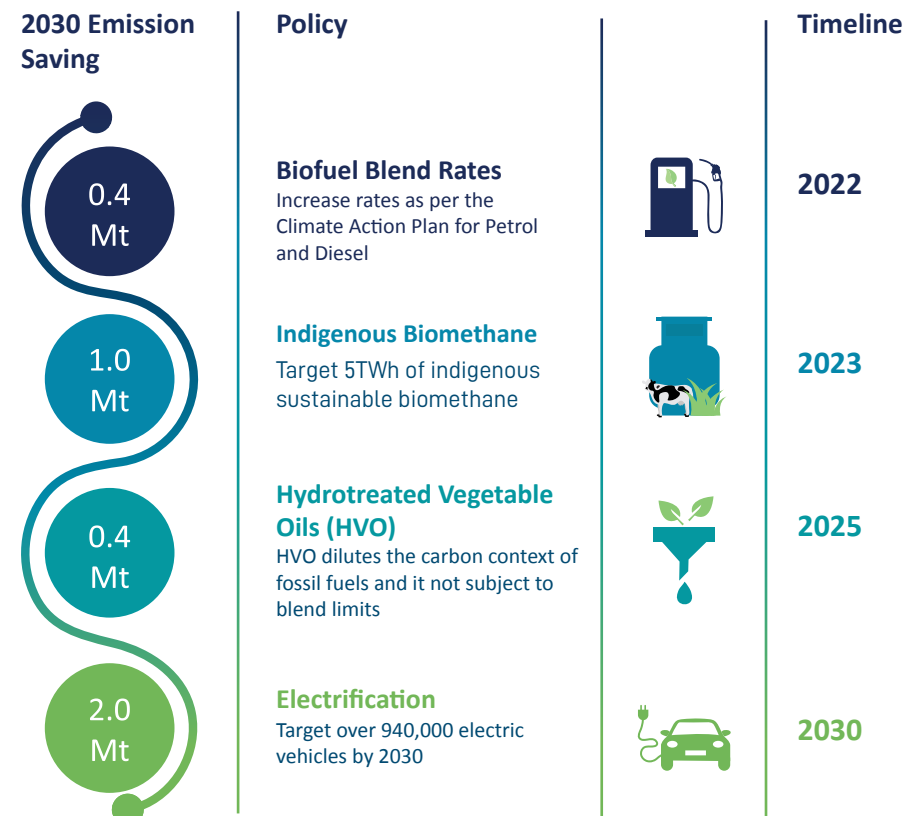 2030 Emission
Saving
Policy
Timeline
0.4
Mt
Biofuel Blend Rates
Increase rates as per the
Climate Action Plan for Petrol
and Diesel
2022
1.0
Mt
Indigenous Biomethane
Target 5TWh of indigenous
sustainable biomethane
2023
0.4
Mt
Hydrotreated Vegetable
Oils (HVO)
HVO dilutes the carbon context of
fossil fuels and it not subject to
blend limits
2025
2.0
Mt
Electrification
Target over 940,000 electric
vehicles by 2030
2030